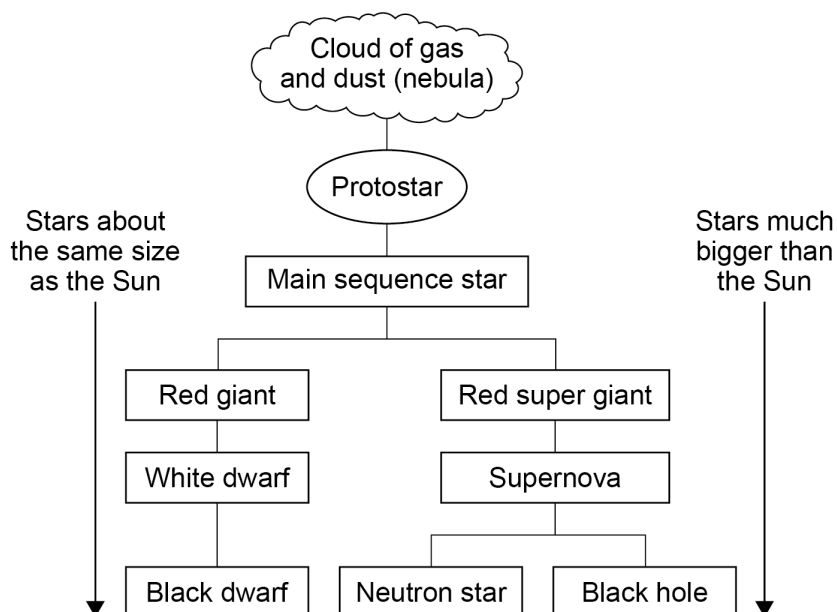 Cloud of gas
and dust (nebula)
Protostar
Stars about
the same size
as the Sun
Stars much
bigger than
the Sun
Main sequence star
Red giant
Red super giant
White dwarf
Supernova
Black dwarf
Neutron star
Black hole